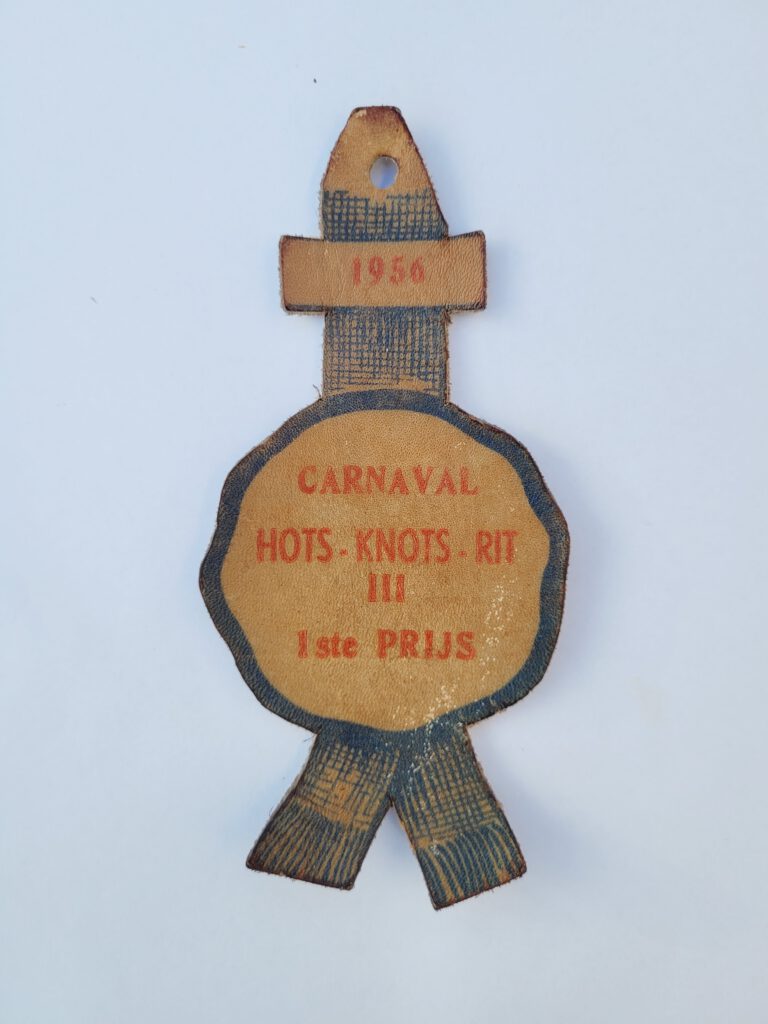 1956
CARNAVAL
HOTS - KNOTS - RIT
III
1ste PRIJS